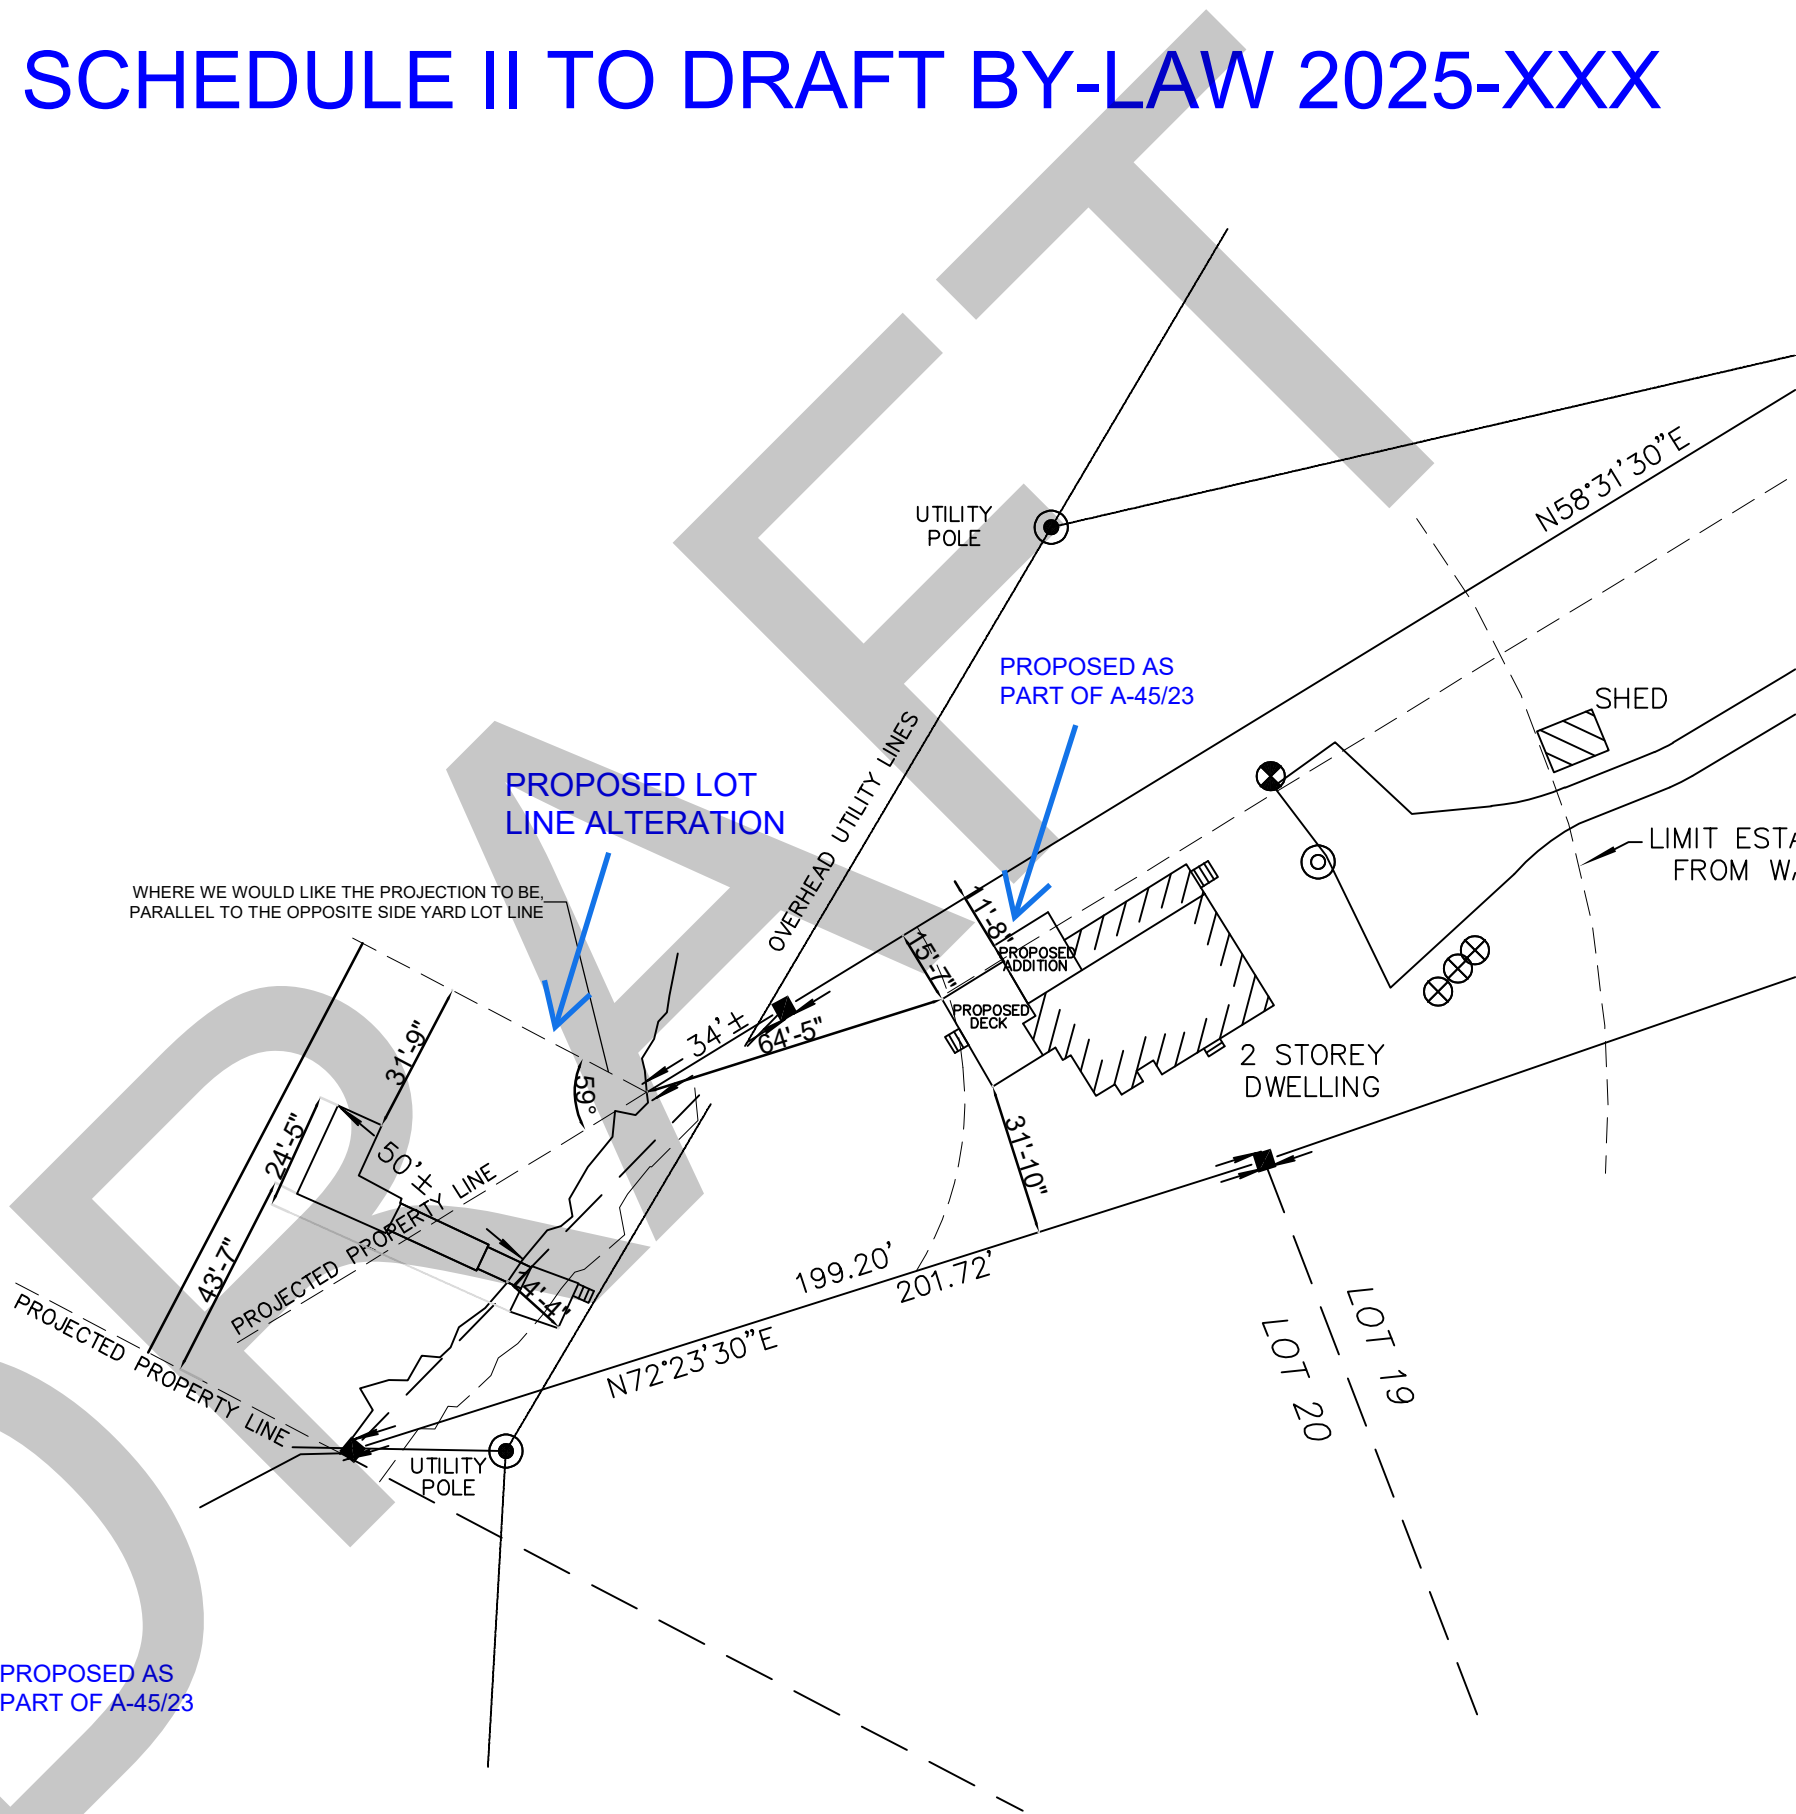 SCHEDULE II TO DRAFT BY-LAW 2025-XXX
DRAFT
N58°31'30"E
UTILITY
POLE
PROPOSED AS
PART OF A-45/23
SHED
OVERHEAD UTILITY LINES
PROPOSED LOT
LINE ALTERATION
LIMIT ESTA
FROM WA
WHERE WE WOULD LIKE THE PROJECTION TO BE,
PARALLEL TO THE OPPOSITE SIDE YARD LOT LINE
11'-8"
15'-7"
PROPOSED
ADDITION
PROPOSED
DECK
34'±
64'-5"
2 STOREY
DWELLING
31'-9"
59°
24'-5"
50'±
31'-10"
PROJECTED PROPERTY LINE
43'-7"
14'-4"
199.20'
201.72'
PROJECTED PROPERTY LINE
N72°23'30"E
LOT 19
LOT 20
UTILITY
POLE
PROPOSED AS
PART OF A-45/23